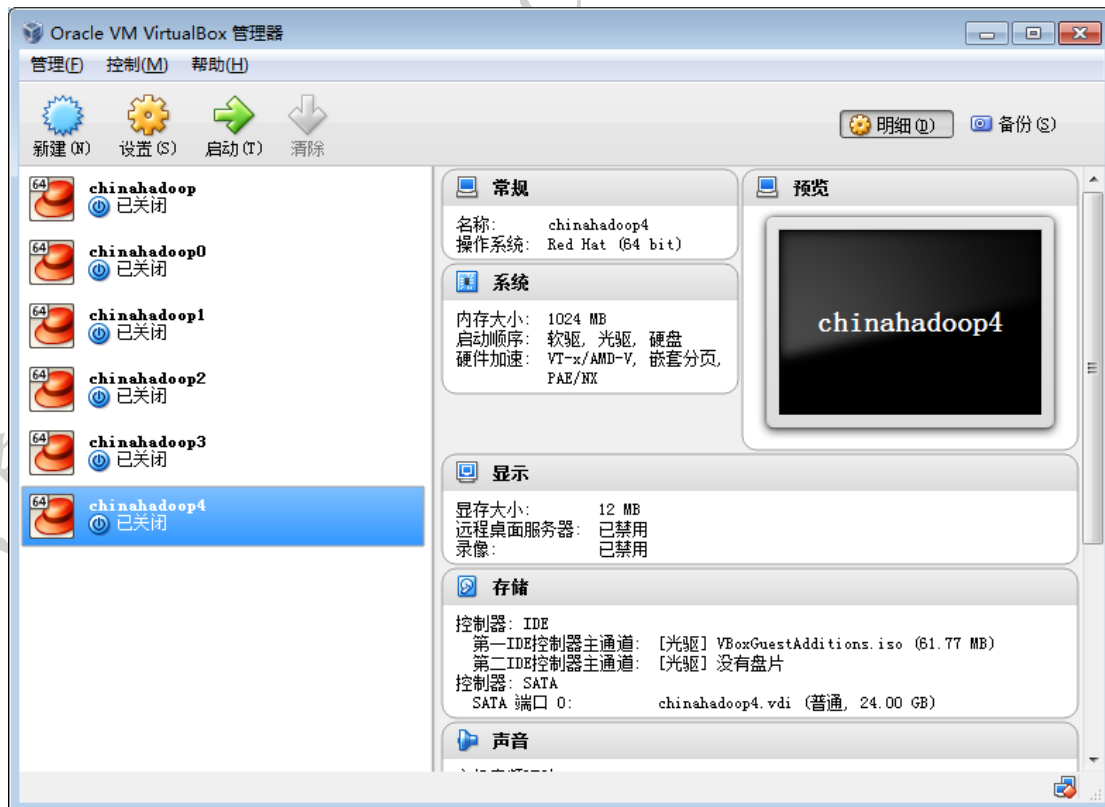 Oracle VM VirtualBox 管理器
管理(F) 控制(M) 帮助(H)
新建(N) 设置(S) 启动(T) 清除 明细(D) 备份(S)
64 chinahadoop
已关闭
64 chinahadoop0
已关闭
64 chinahadoop1
已关闭
64 chinahadoop2
已关闭
64 chinahadoop3
已关闭
64 chinahadoop4
已关闭
常规
名称: chinahadoop4
操作系统: Red Hat (64 bit)
系统
内存大小: 1024 MB
启动顺序: 软驱, 光驱, 硬盘
硬件加速: VT-x/AMD-V, 嵌套分页,
PAE/NX
预览
chinahadoop4
显示
显存大小: 12 MB
远程桌面服务器: 已禁用
录像: 已禁用
存储
控制器: IDE
第一IDE控制器主通道: [光驱] VBoxGuestAdditions.iso (61.77 MB)
第二IDE控制器主通道: [光驱] 没有盘片
控制器: SATA
SATA 端口 0: chinahadoop4.vdi (普通, 24.00 GB)
声音